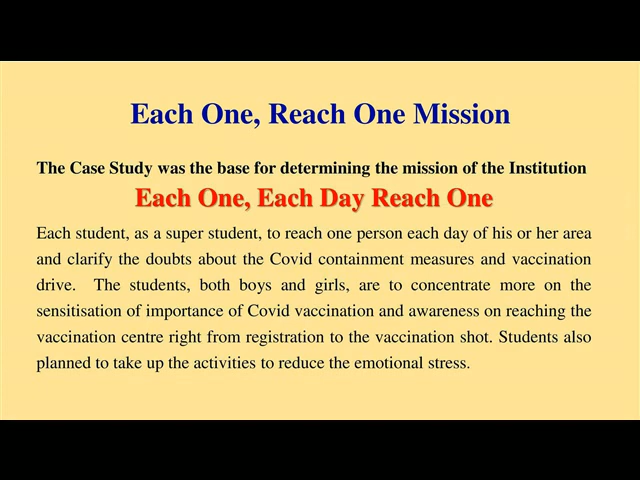 Each One, Reach One Mission
The Case Study was the base for determining the mission of the Institution
Each One, Each Day Reach One
Each student, as a super student, to reach one person each day of his or her area
and clarify the doubts about the Covid containment measures and vaccination
drive. The students, both boys and girls, are to concentrate more on the
sensitisation of importance of Covid vaccination and awareness on reaching the
vaccination centre right from registration to the vaccination shot. Students also
planned to take up the activities to reduce the emotional stress.